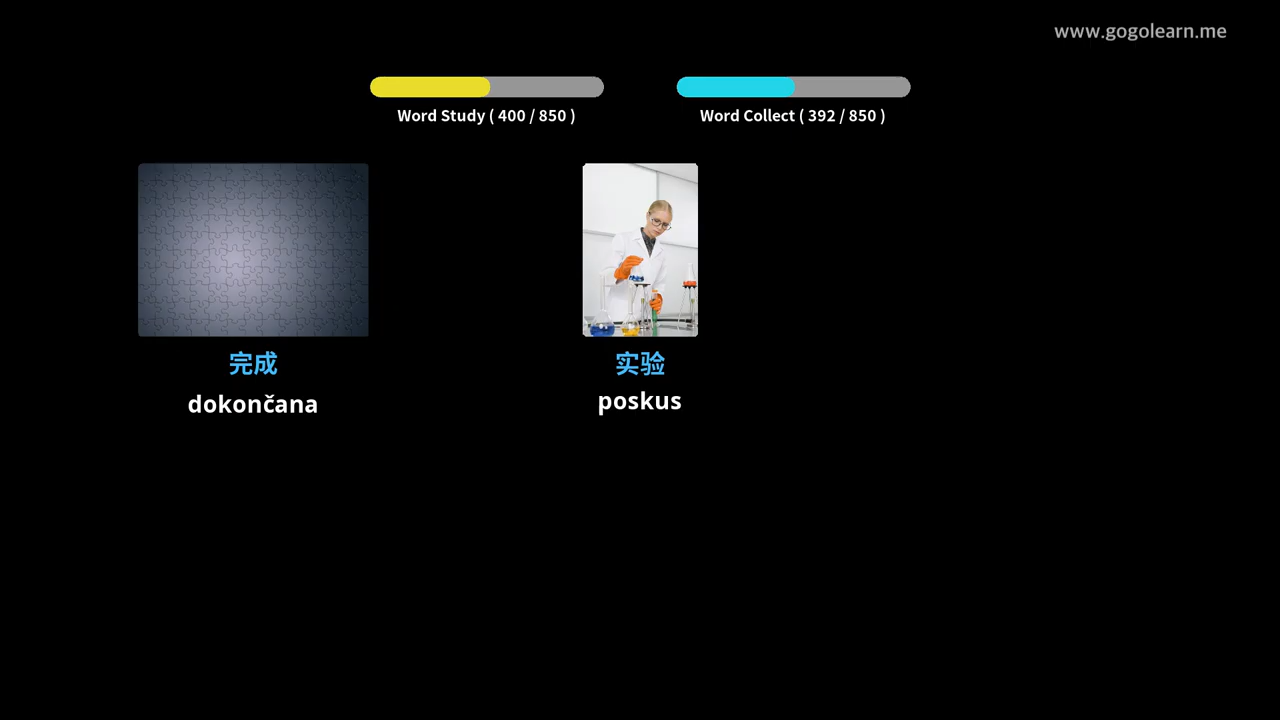 www.gogolearn.me
Word Study ( 400 / 850 )
Word Collect ( 392 / 850 )
完成
dokončana
实验
poskus